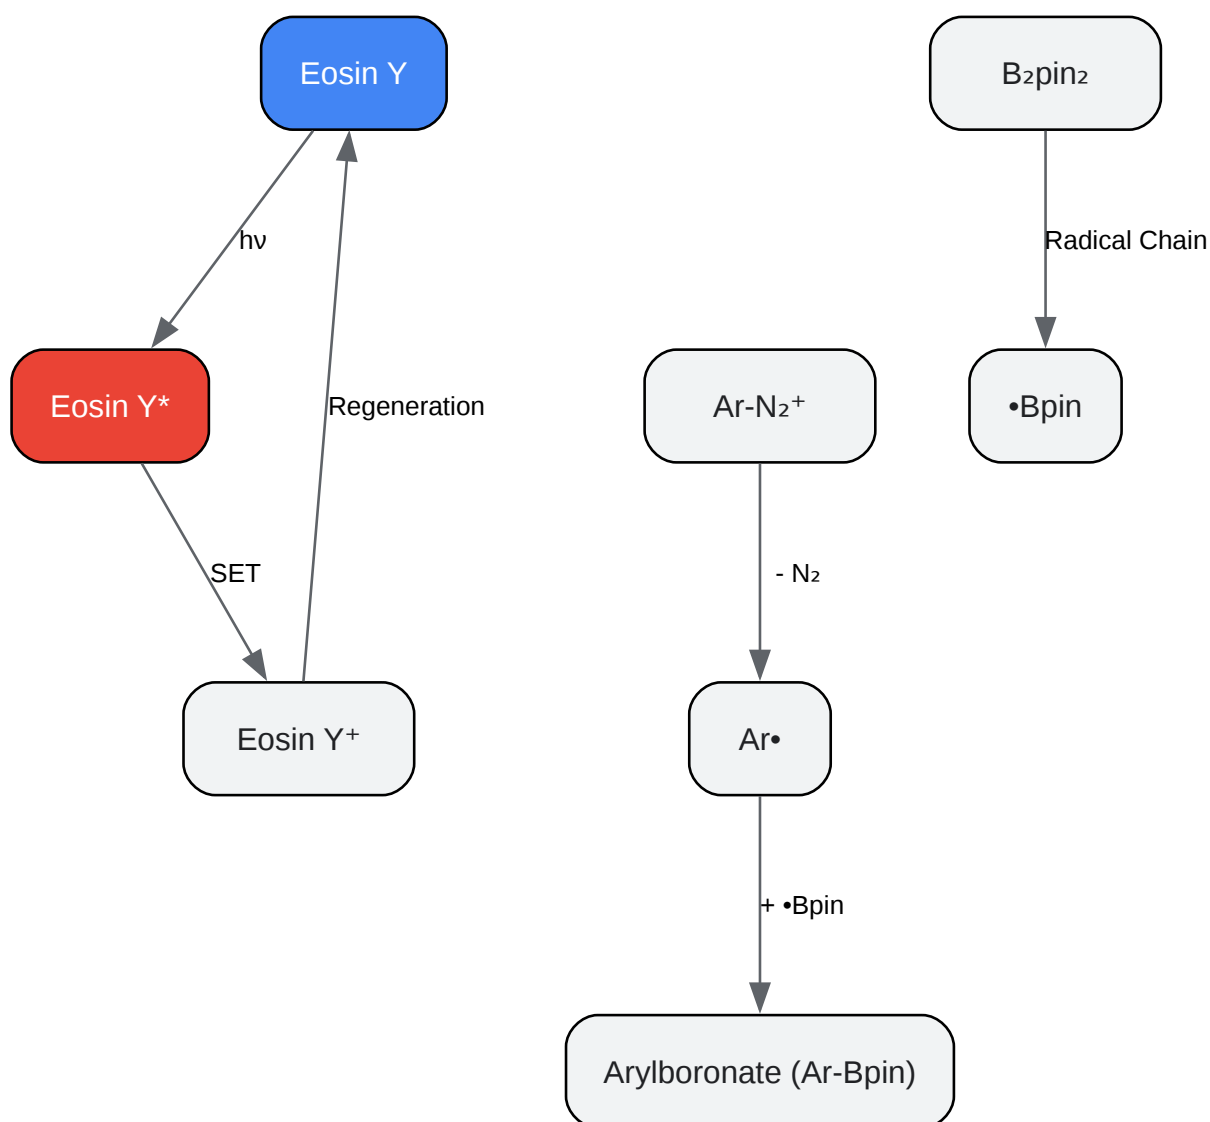 Eosin Y
B₂pin₂
hν
Radical Chain
Eosin Y*
Regeneration
Ar-N₂⁺
•Bpin
SET
- N₂
Eosin Y⁺
Ar•
+ •Bpin
Arylboronate (Ar-Bpin)